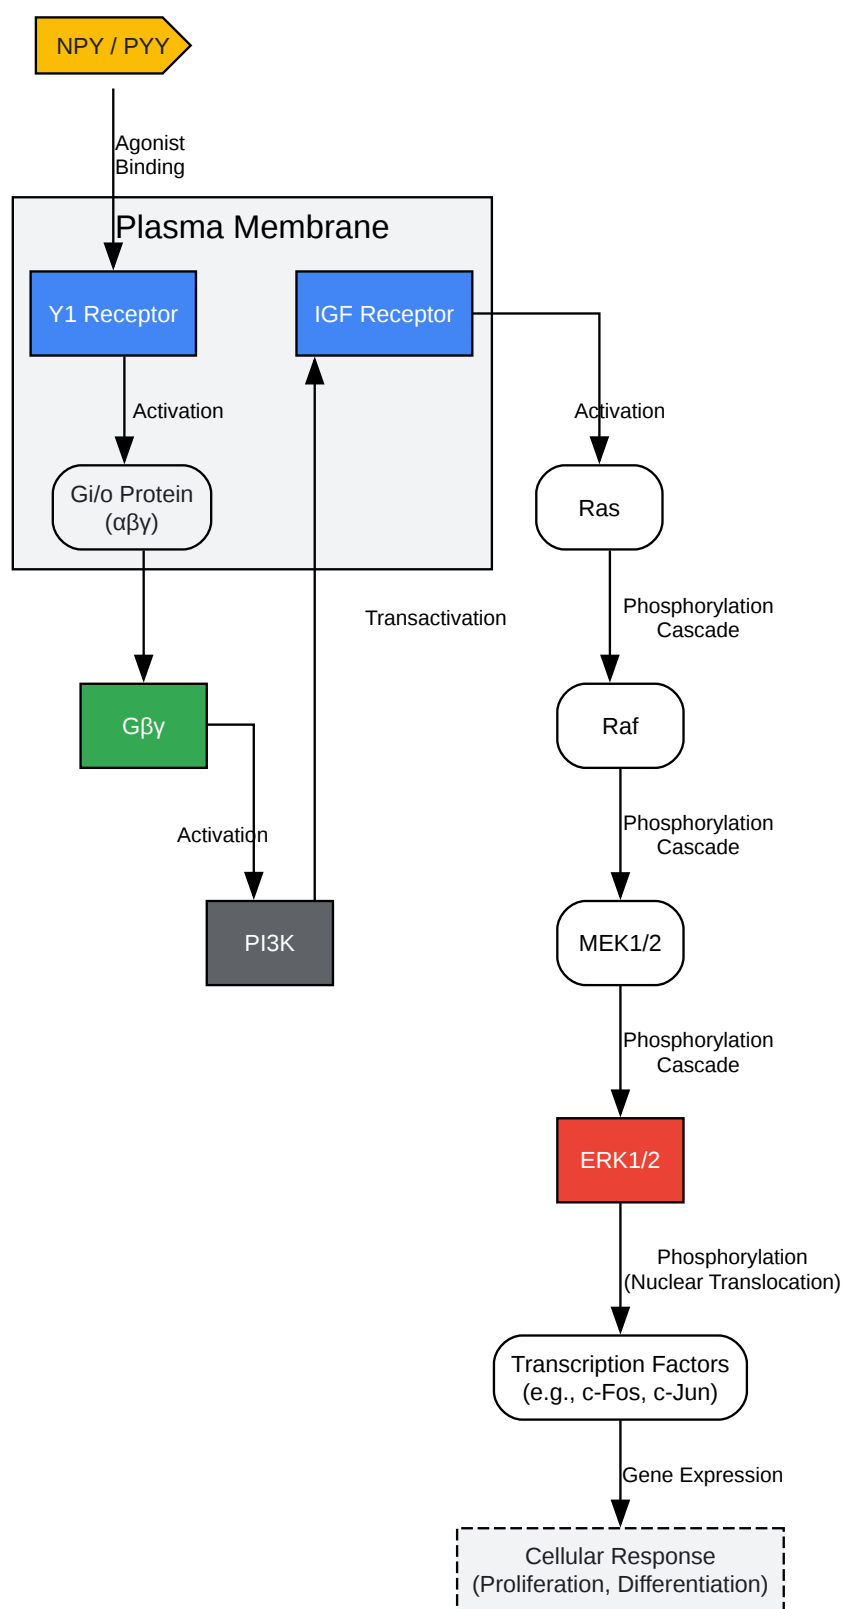 NPY / PYY
Agonist
Binding
Plasma Membrane
Y1 Receptor
IGF Receptor
Activation
Activation
Gi/o Protein
(αβγ)
Ras
Transactivation
Phosphorylation
Cascade
Gβγ
Raf
Activation
Phosphorylation
Cascade
PI3K
MEK1/2
Phosphorylation
Cascade
ERK1/2
Phosphorylation
(Nuclear Translocation)
Transcription Factors
(e.g., c-Fos, c-Jun)
Gene Expression
Cellular Response
(Proliferation, Differentiation)